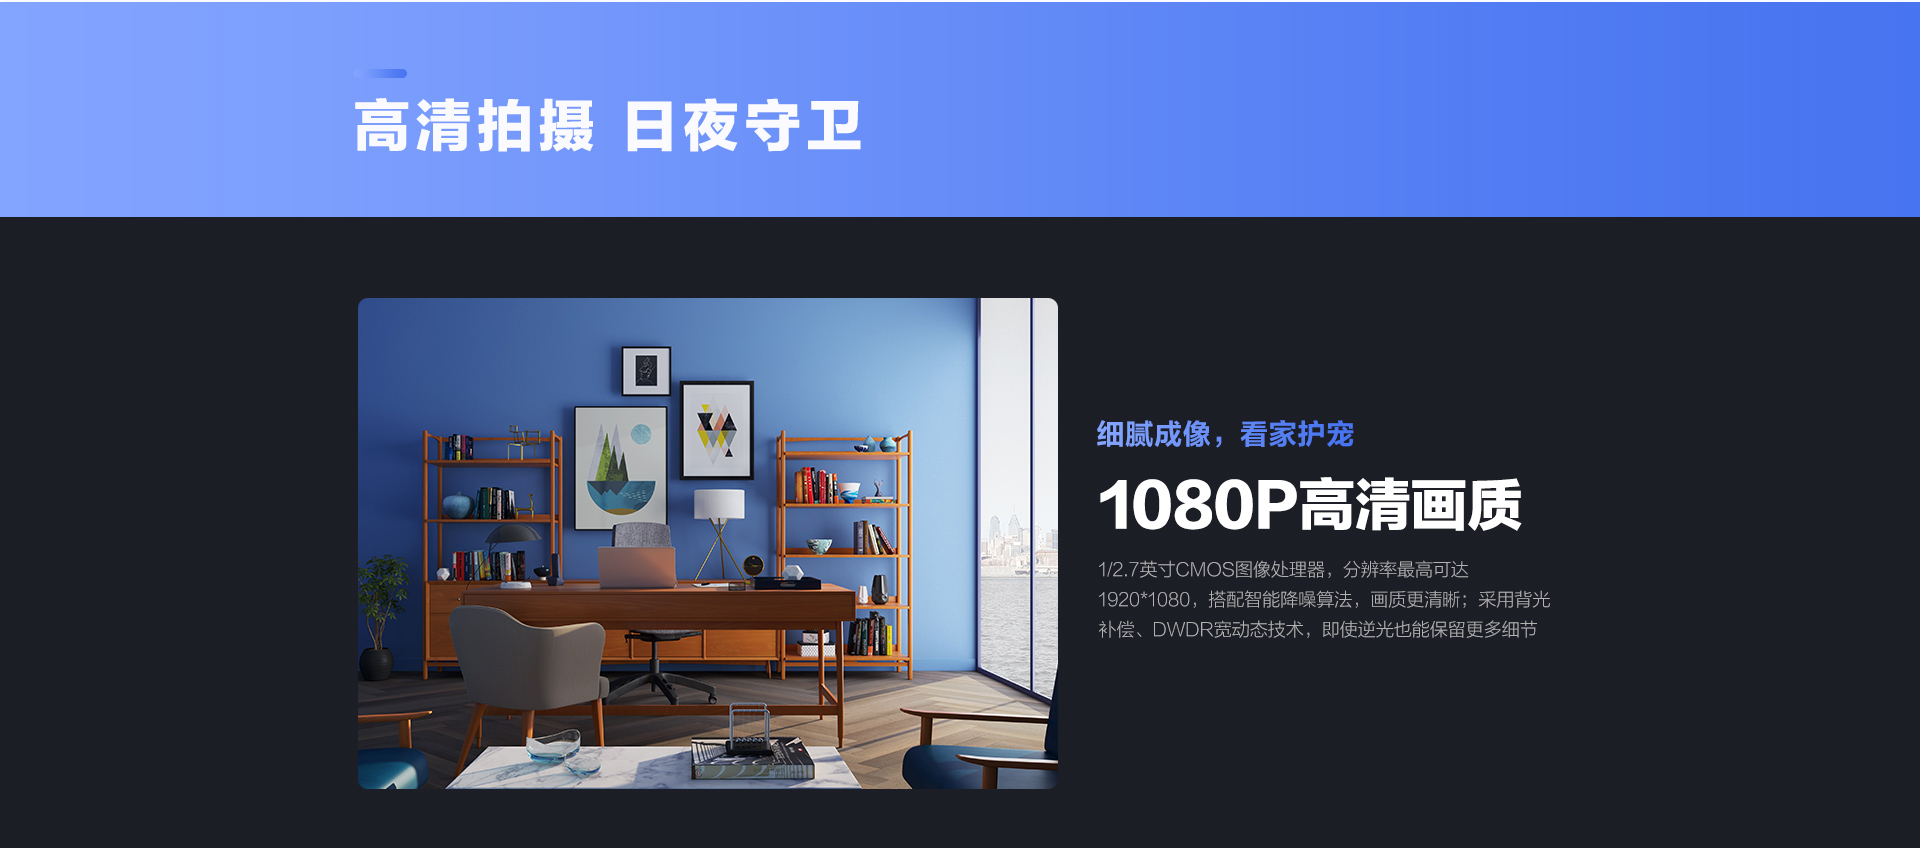 高清拍摄 日夜守卫
细腻成像，看家护宠
1080P高清画质
1/2.7英寸CMOS图像处理器，分辨率最高可达
1920*1080，搭配智能降噪算法，画质更清晰；采用背光
补偿、DWDR宽动态技术，即使逆光也能保留更多细节